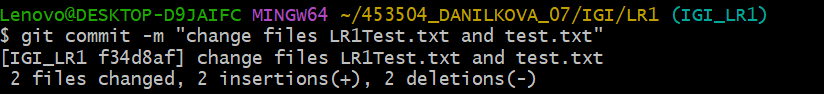 Lenovo@DESKTOP-D9JAIFC MINGW64 ~/453504_DANILKOVA_07/IGI/LR1 (IGI_LR1)
$ git commit -m "change files LR1Test.txt and test.txt"
[IGI_LR1 f34d8af] change files LR1Test.txt and test.txt
 2 files changed, 2 insertions(+), 2 deletions(-)